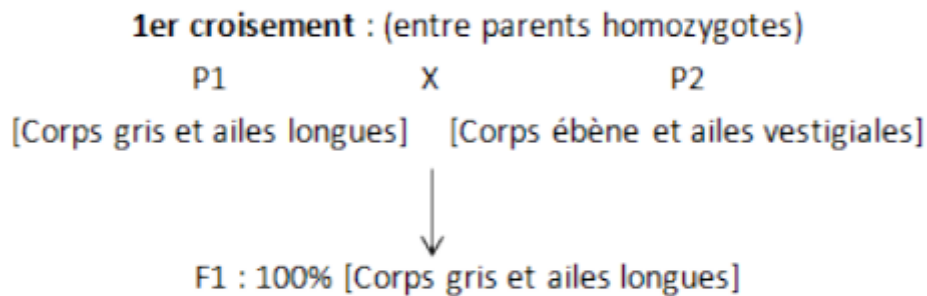 1er croisement : (entre parents homozygotes)
P1 X P2
[Corps gris et ailes longues] [Corps ébène et ailes vestigiales]
F1 : 100% [Corps gris et ailes longues]